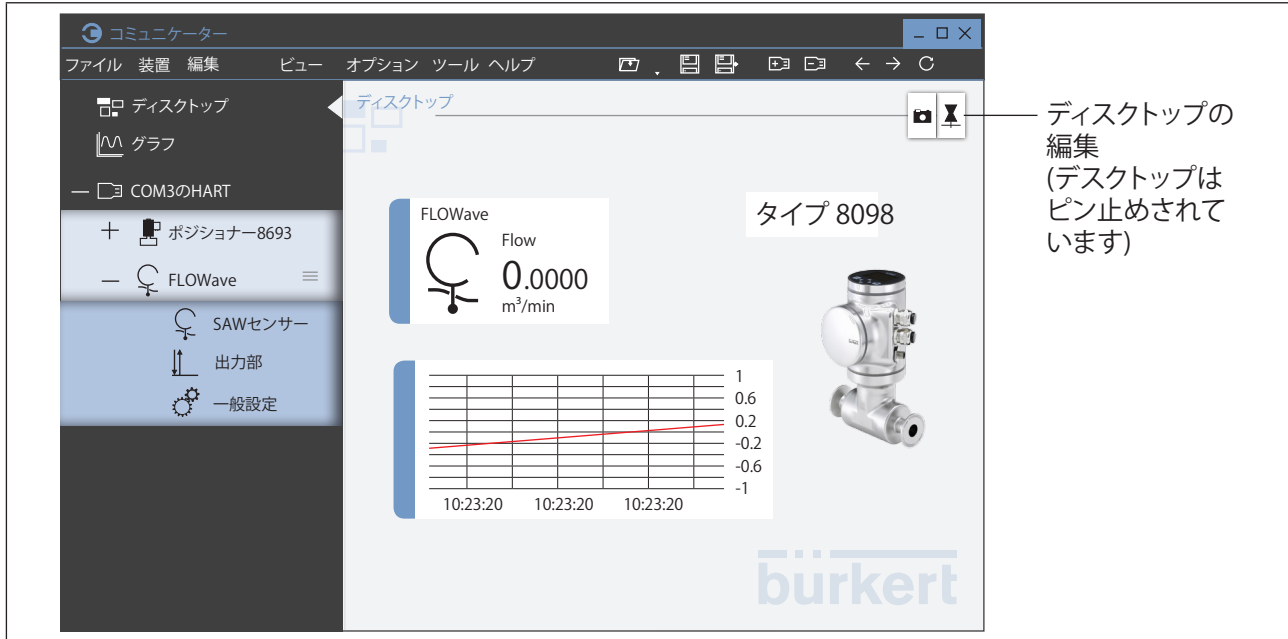 コミュニケーター
ファイル 装置 編集 ビュー オプション ツール ヘルプ
ディスクトップ
グラフ
COM3のHART
ポジショナー8693
FLOWave
SAWセンサー
出力部
一般設定
ディスクトップ
FLOWave
Flow
0.0000
m³/min
タイプ 8098
1
0.6
0.2
-0.2
-0.6
-1
10:23:20 10:23:20 10:23:20
bürkert
ディスクトップの
編集
(デスクトップは
ピン止めされて
います)